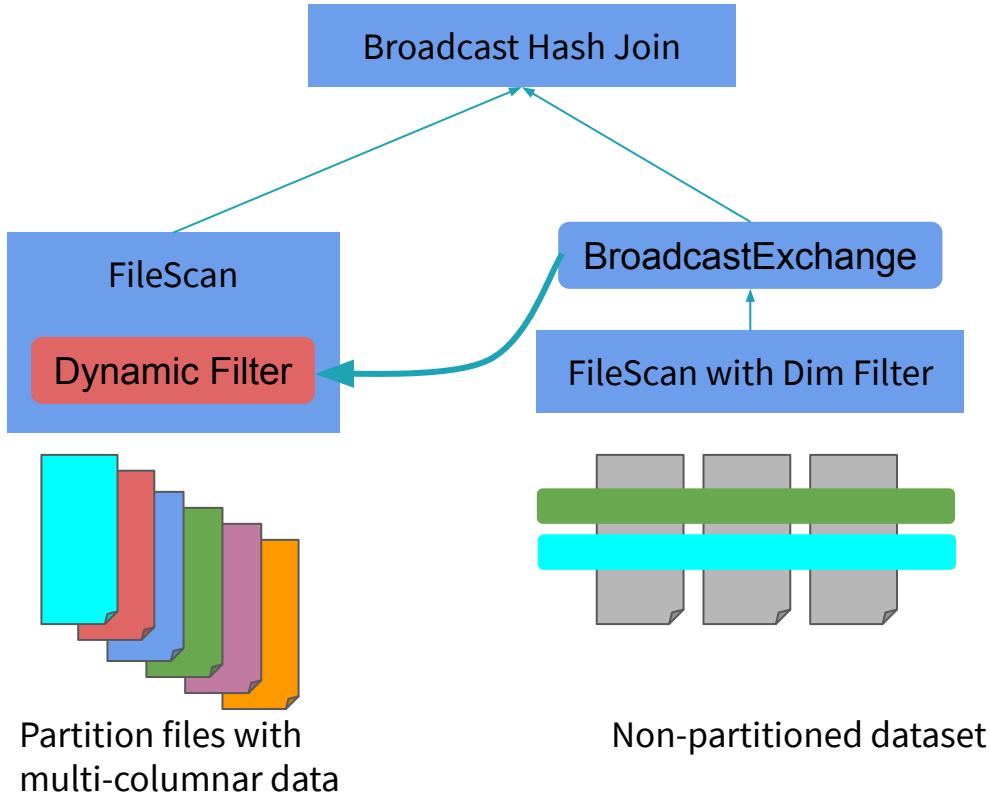 Broadcast Hash Join
FileScan
BroadcastExchange
Dynamic Filter
FileScan with Dim Filter
Partition files with
multi-columnar data
Non-partitioned dataset